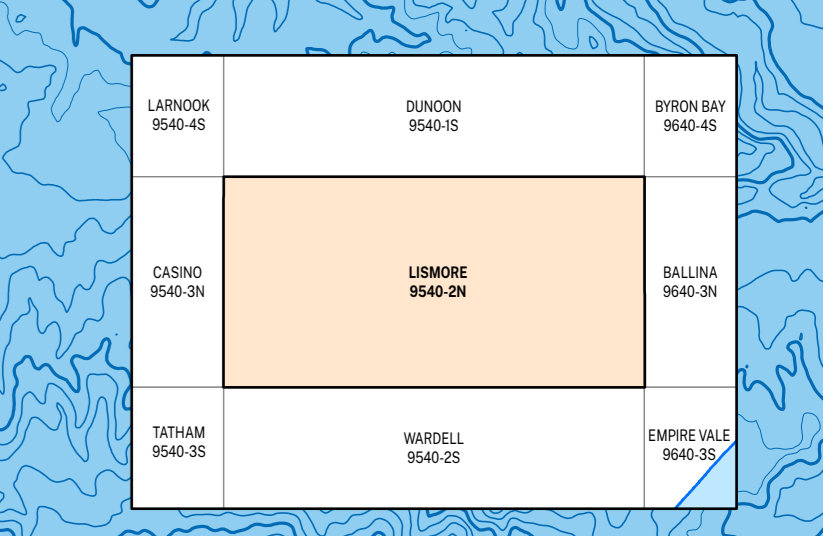 LARNOOK
9540-4S
DUNOON
9540-1S
BYRON BAY
9640-4S
CASINO
9540-3N
LISMORE
9540-2N
BALLINA
9640-3N
TATHAM
9540-3S
WARDELL
9540-2S
EMPIRE VALE
9640-3S